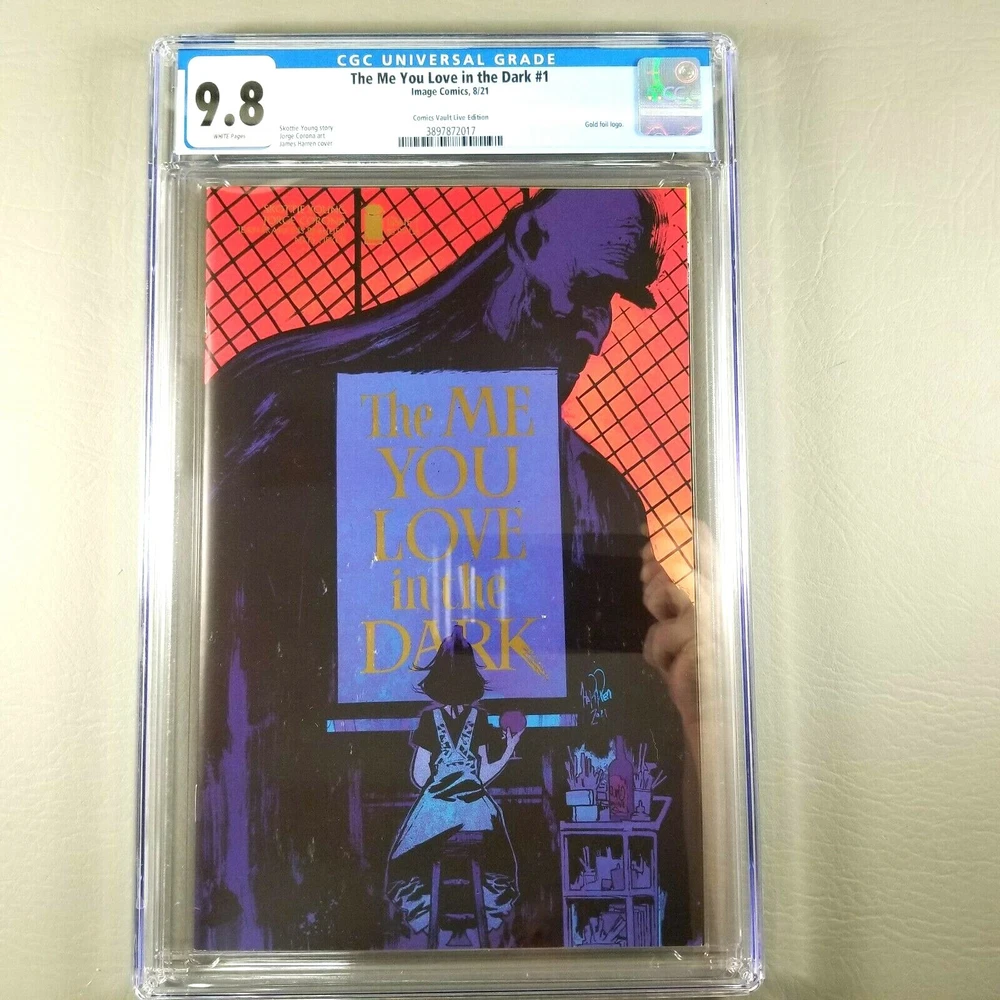 CGC UNIVERSAL GRADE
9.8
WHITE Pages
The Me You Love in the Dark #1
Image Comics, 8/21
Comics Vault Live Edition
3897872017
Skottie Young story
Jorge Corona art
James Harren cover
Gold foil logo.
CGC
The ME
YOU
LOVE
in the
DARK